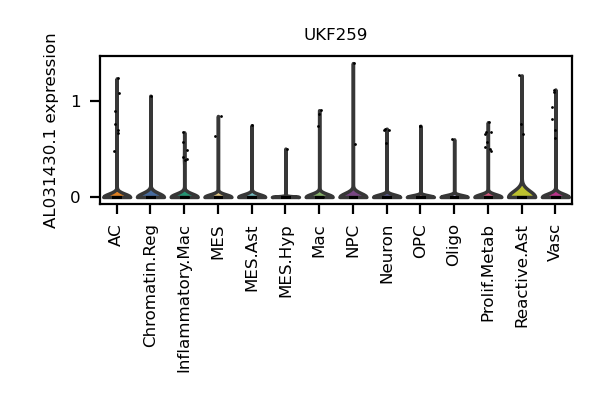 UKF259
AL031430.1 expression
1
0
AC
Chromatin.Reg
Inflammatory.Mac
MES
MES.Ast
MES.Hyp
Mac
NPC
Neuron
OPC
Oligo
Prolif.Metab
Reactive.Ast
Vasc